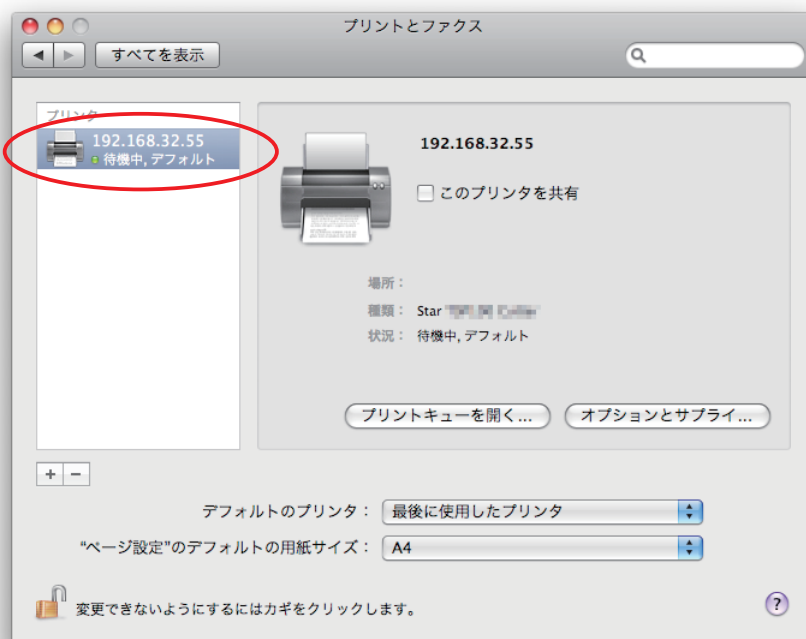 プリントとファクス
すべてを表示
プリンタ
192.168.32.55
待機中, デフォルト
192.168.32.55
このプリンタを共有
場所：
種類： Star
状況： 待機中, デフォルト
プリントキューを開く...
オプションとサプライ...
+ −
デフォルトのプリンタ： 最後に使用したプリンタ
“ページ設定”のデフォルトの用紙サイズ： A4
変更できないようにするにはカギをクリックします。
?